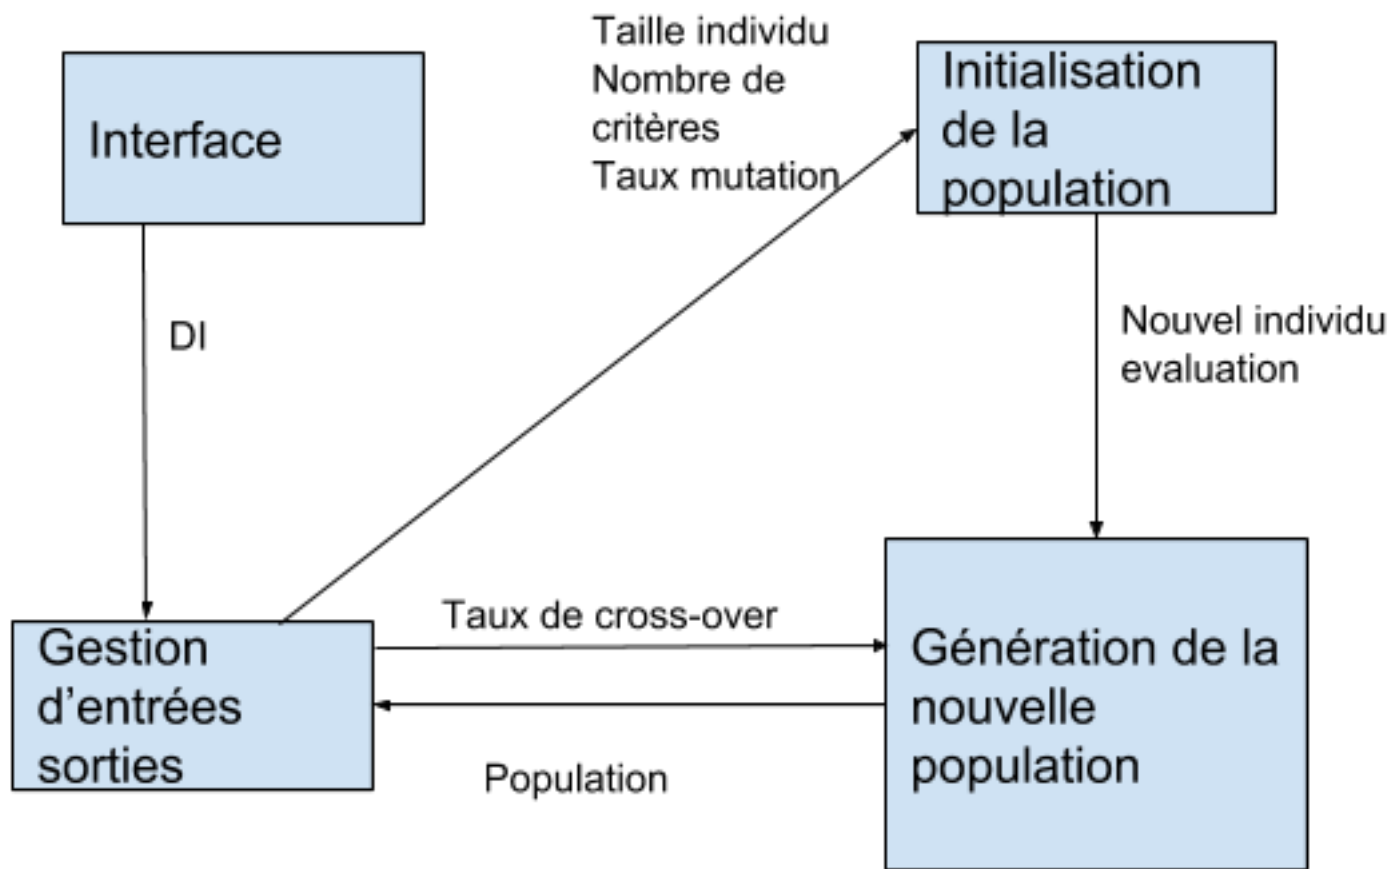 Taille individu
Nombre de
critères
Taux mutation
Interface
Initialisation
de la
population
DI
Nouvel individu
evaluation
Taux de cross-over
Gestion
d’entrées
sorties
Génération de la
nouvelle
population
Population